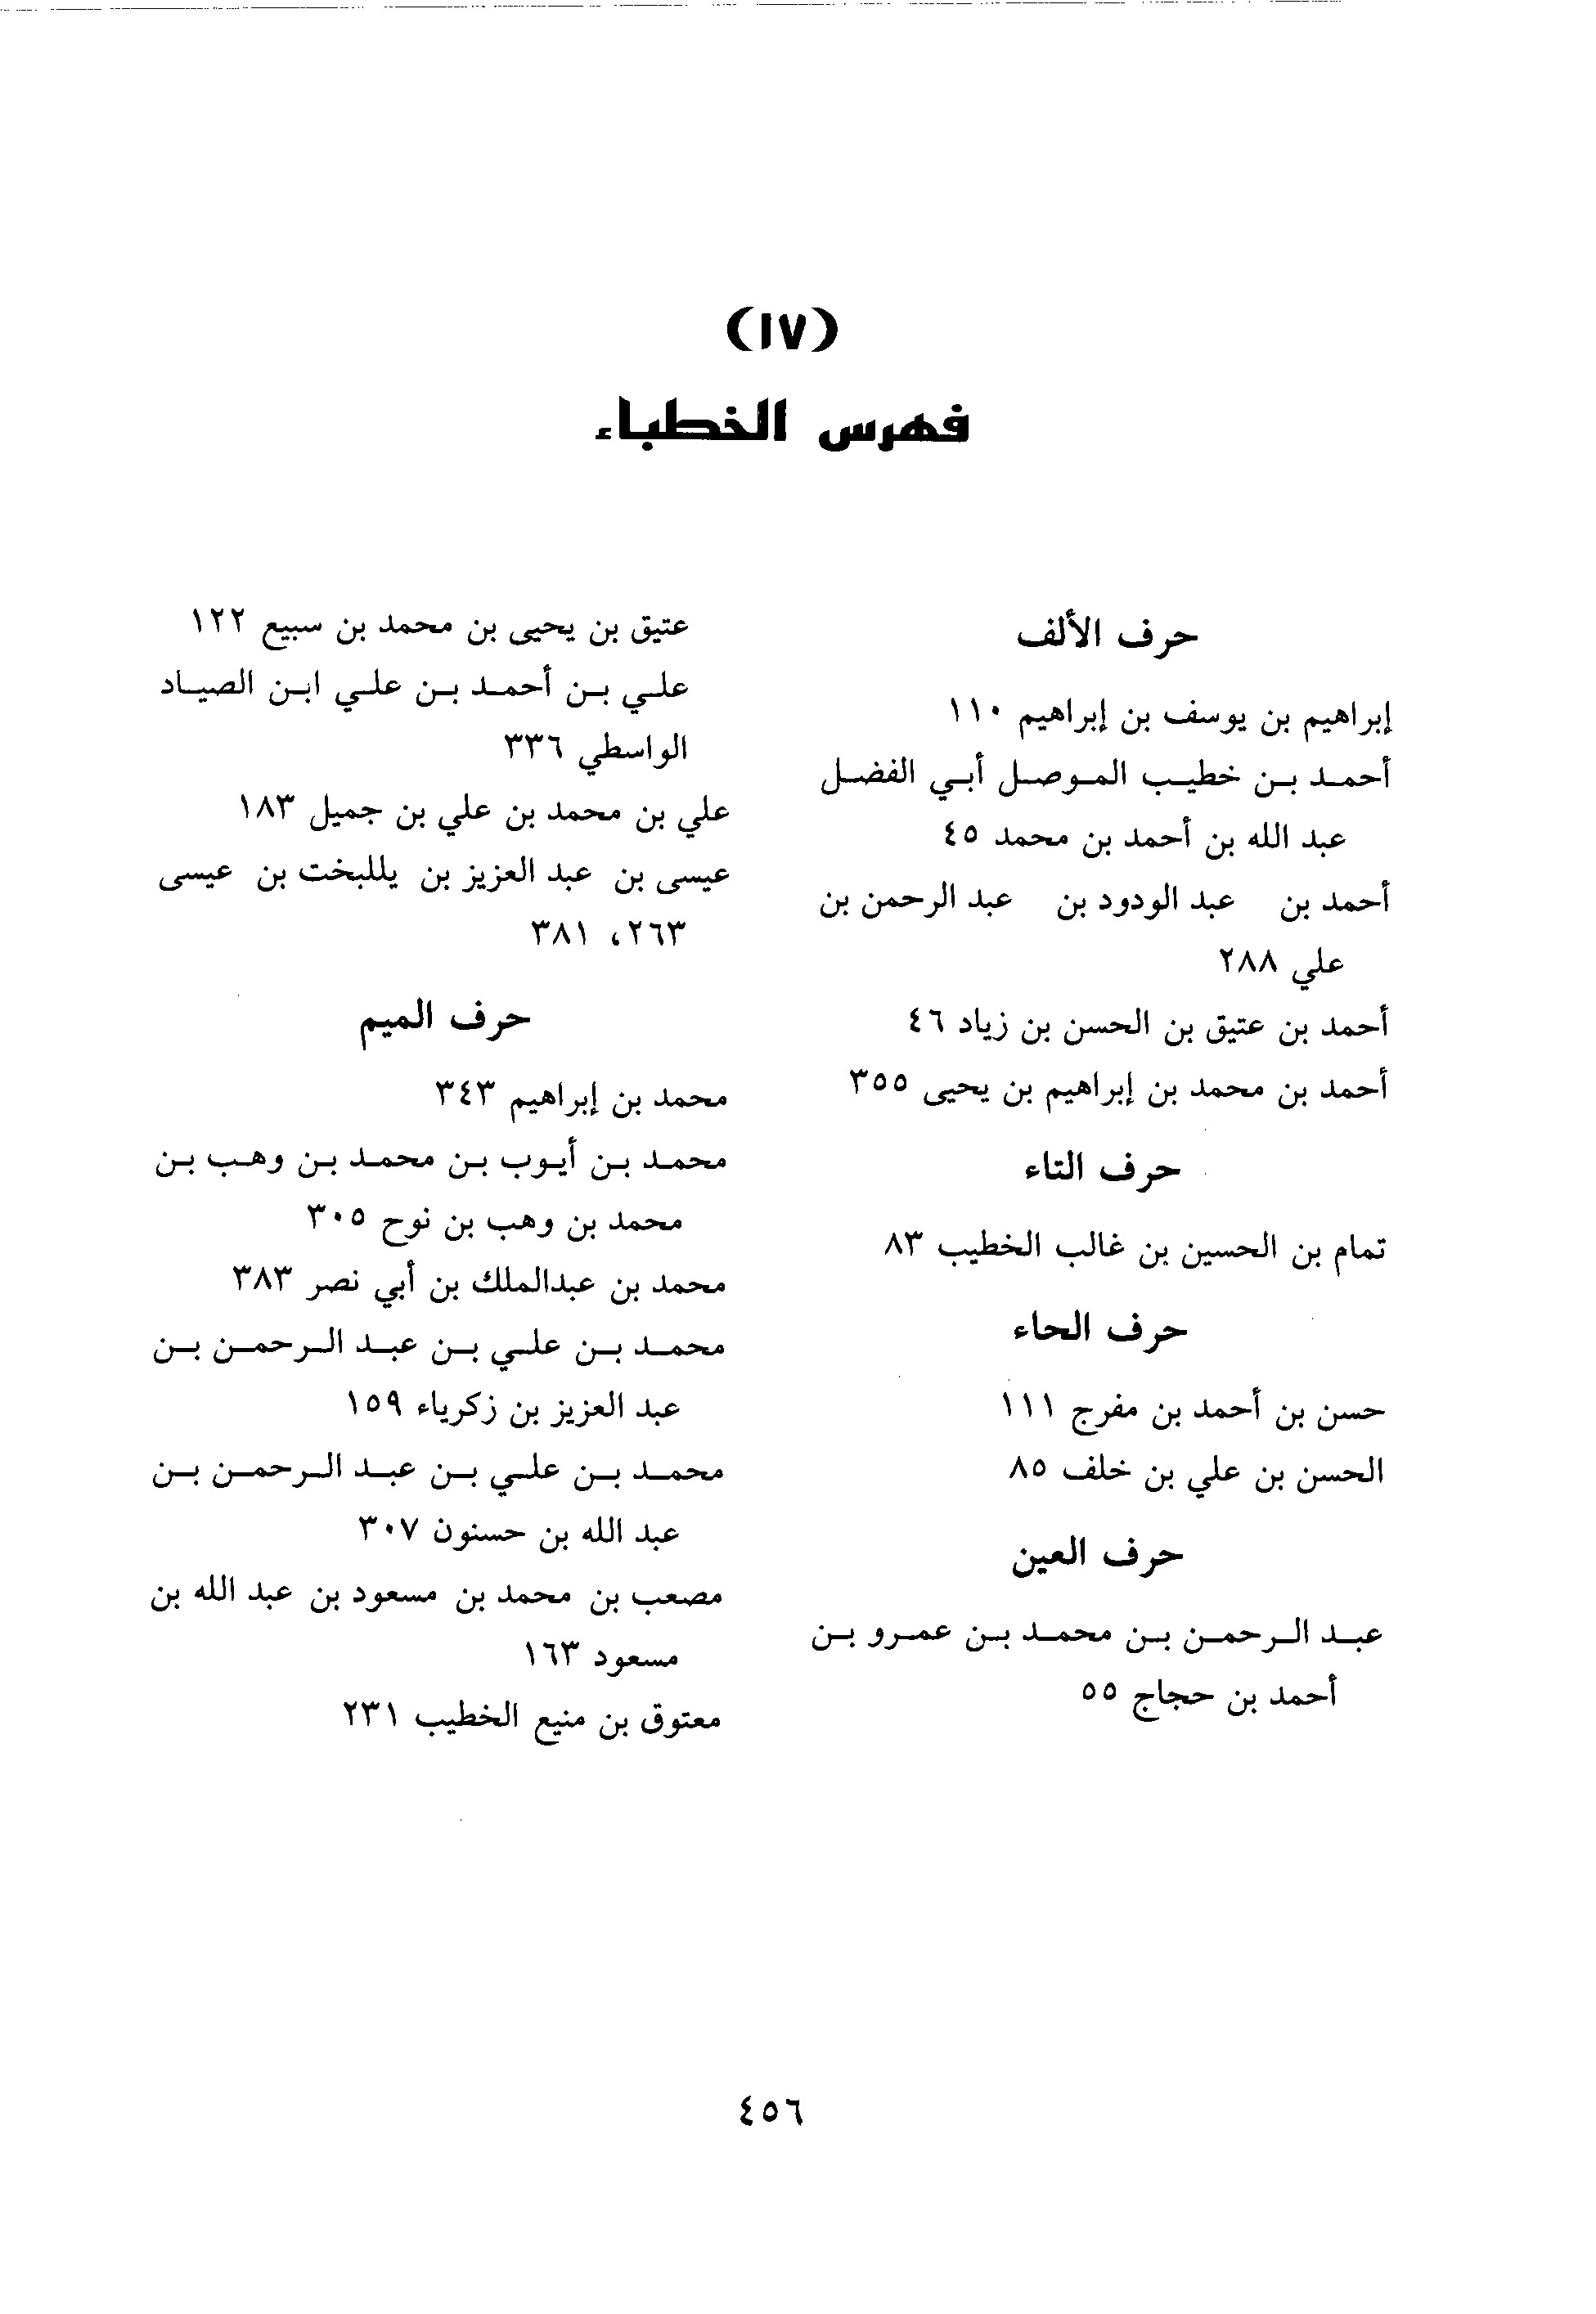 (١٧)
فهرس الخطباء
حرف الألف
إبراهيم بن يوسف بن إبراهيم ١١٠
أحمد بن خطيب الموصل أبي الفضل
عبد الله بن أحمد بن محمد ٤٥
أحمد بن عبد الودود بن عبد الرحمن بن
علي ٢٨٨
أحمد بن عتيق بن الحسن بن زياد ٤٦
أحمد بن محمد بن إبراهيم بن يحيى ٣٥٥
حرف التاء
تمام بن الحسين بن غالب الخطيب ٨٣
حرف الحاء
حسن بن أحمد بن مفرج ١١١
الحسن بن علي بن خلف ٨٥
حرف العين
عبد الرحمن بن محمد بن عمرو بن
أحمد بن حجاج ٥٥
عتيق بن يحيى بن محمد بن سبيع ١٢٢
علي بن أحمد بن علي ابن الصياد
الواسطي ٣٣٦
علي بن محمد بن علي بن جميل ١٨٣
عيسى بن عبد العزيز بن يللبخت بن عيسى
٢٦٣، ٣٨١
حرف الميم
محمد بن إبراهيم ٣٤٣
محمد بن أيوب بن محمد بن وهب بن
محمد بن وهب بن نوح ٣٠٥
محمد بن عبدالملك بن أبي نصر ٣٨٣
محمد بن علي بن عبد الرحمن بن
عبد العزيز بن زكرياء ١٥٩
محمد بن علي بن عبد الرحمن بن
عبد الله بن حسنون ٣٠٧
مصعب بن محمد بن مسعود بن عبد الله بن
مسعود ١٦٣
معتوق بن منيع الخطيب ٢٣١
٤٥٦